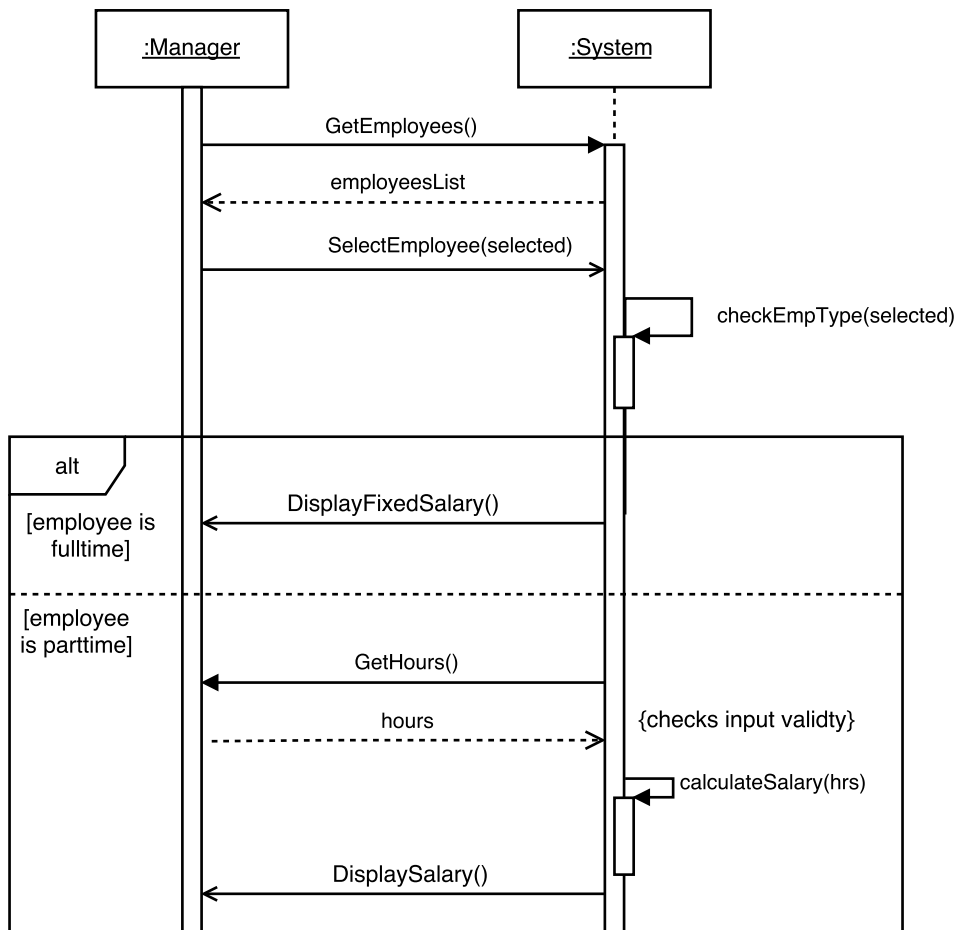 :Manager
:System
GetEmployees()
employeesList
SelectEmployee(selected)
checkEmpType(selected)
alt
DisplayFixedSalary()
[employee is
fulltime]
[employee
is parttime]
GetHours()
hours
{checks input validty}
calculateSalary(hrs)
DisplaySalary()